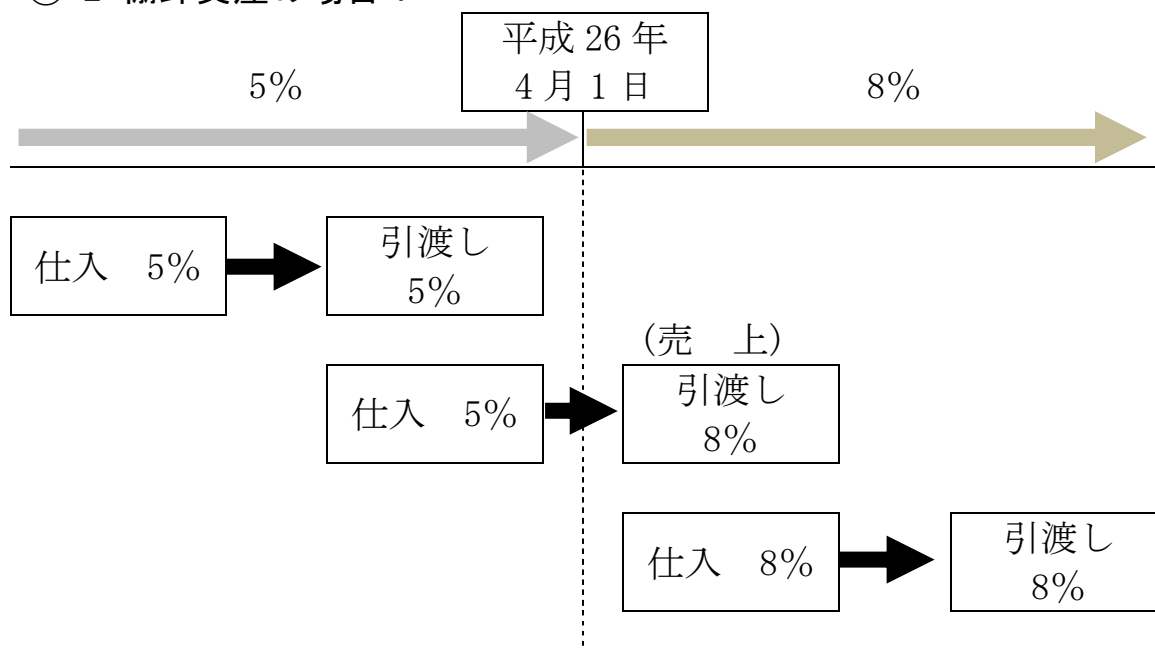 平成 26 年
4 月 1 日
5%
8%
仕入　5%
引渡し
5%
(売　上)
仕入　5%
引渡し
8%
仕入　8%
引渡し
8%